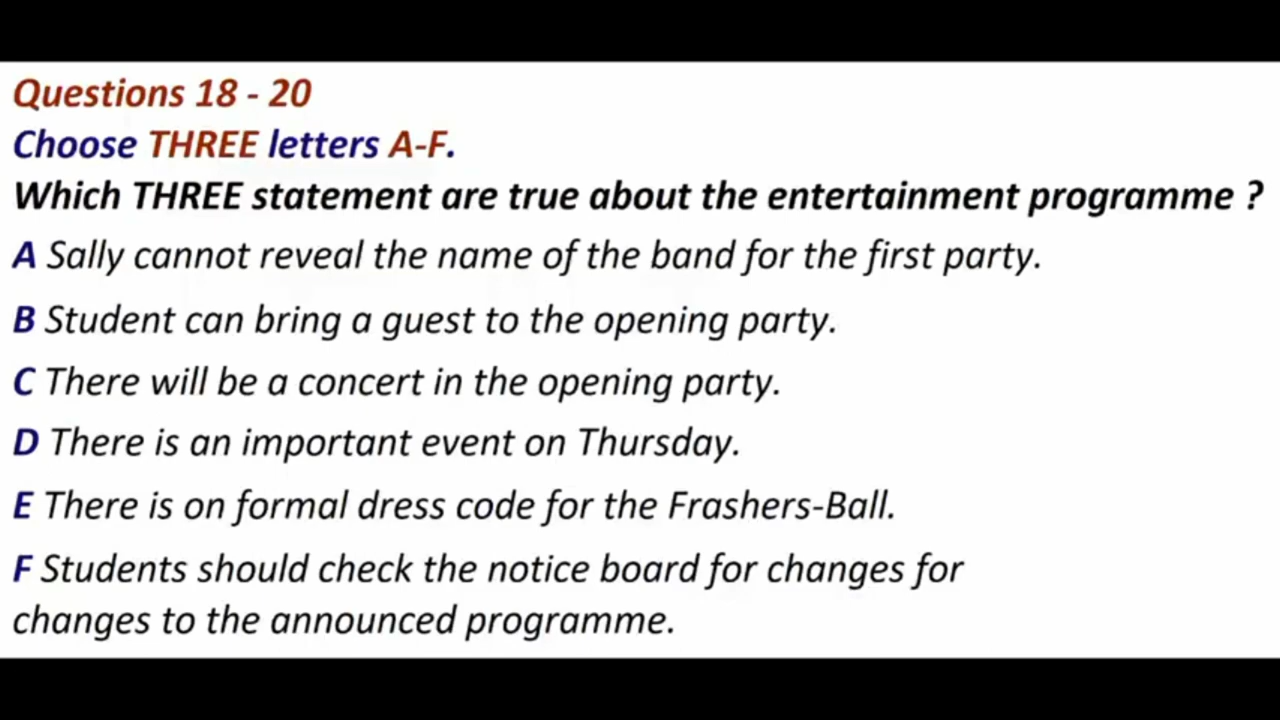 Questions 18 - 20
Choose THREE letters A-F.
Which THREE statement are true about the entertainment programme ?
A Sally cannot reveal the name of the band for the first party.
B Student can bring a guest to the opening party.
C There will be a concert in the opening party.
D There is an important event on Thursday.
E There is on formal dress code for the Frashers-Ball.
F Students should check the notice board for changes for
changes to the announced programme.